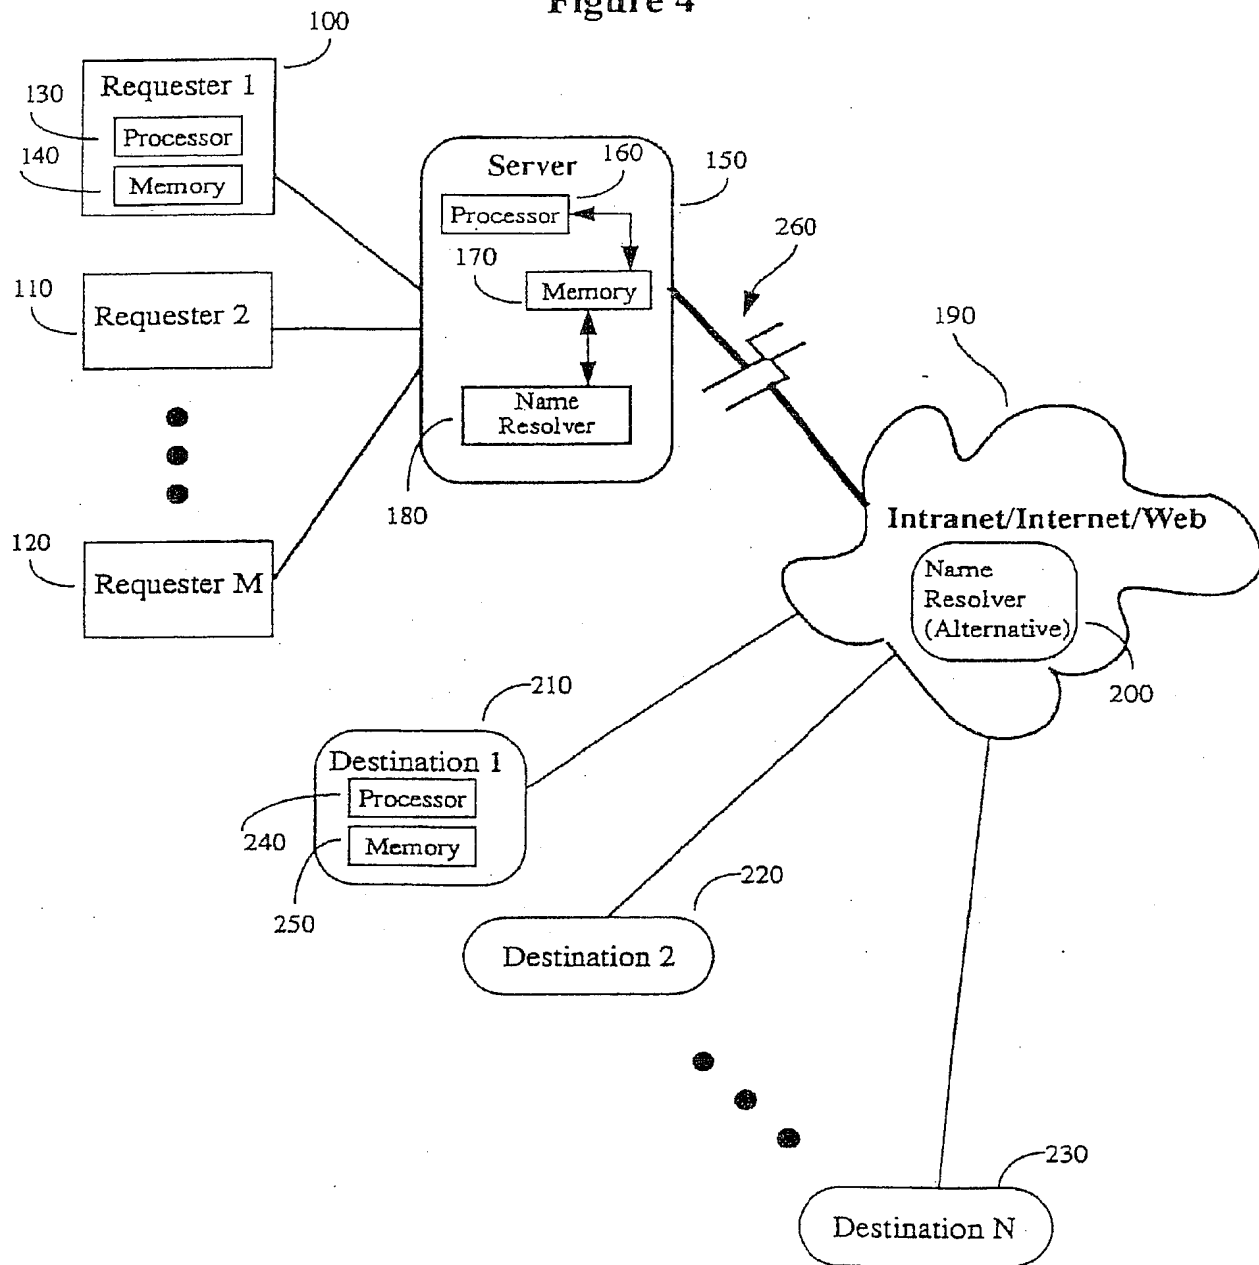 Figure 4
100
Requester 1
130
Processor
140
Memory
110
Requester 2
120
Requester M
Server
160
150
Processor
170
Memory
Name
Resolver
180
260
190
Intranet/Internet/Web
Name
Resolver
(Alternative)
200
210
Destination 1
Processor
240
Memory
250
220
Destination 2
230
Destination N